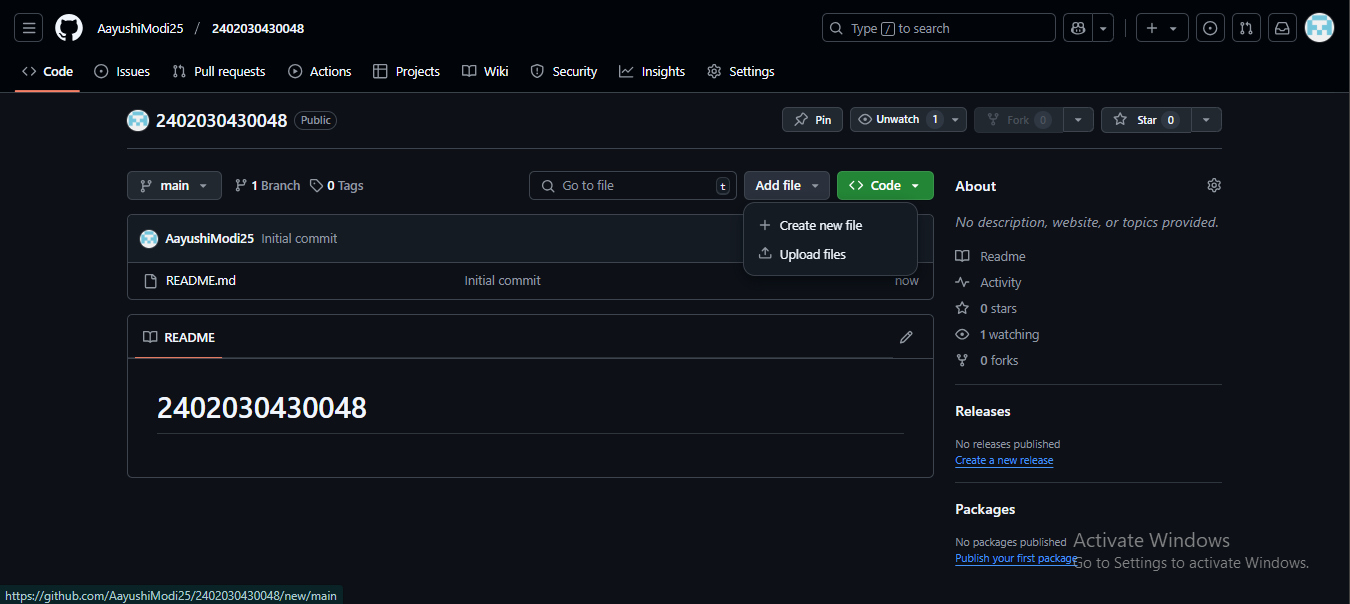 AayushiModi25 / 2402030430048
Type / to search
Code Issues Pull requests Actions Projects Wiki Security Insights Settings
2402030430048 Public
Pin Unwatch 1 Fork 0 Star 0
main 1 Branch 0 Tags
Go to file t Add file Code
Create new file
Upload files
AayushiModi25 Initial commit
README.md Initial commit now
README
2402030430048
About
No description, website, or topics provided.
Readme
Activity
0 stars
1 watching
0 forks
Releases
No releases published
Create a new release
Packages
No packages published
Publish your first package
Activate Windows
Go to Settings to activate Windows.
https://github.com/AayushiModi25/2402030430048/new/main